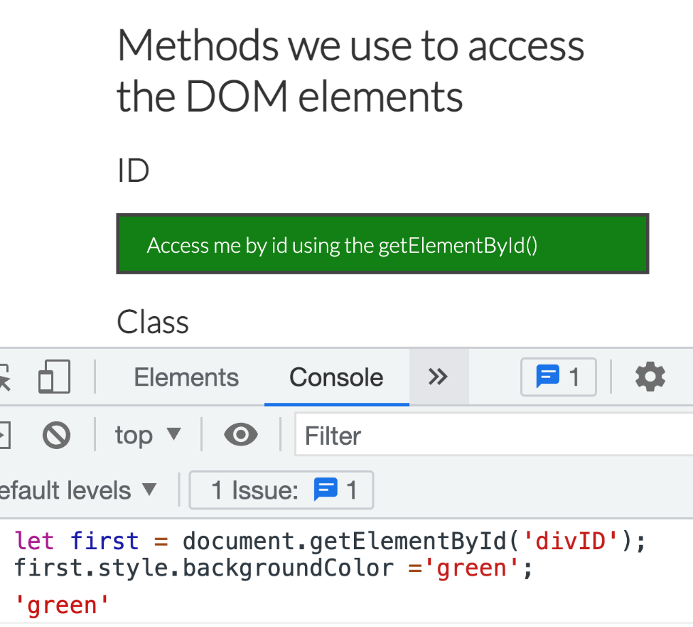 Methods we use to access
the DOM elements
ID
Access me by id using the getElementById()
Class
Elements Console » 1
top ▼ Filter
efault levels ▼ 1 Issue: 1
let first = document.getElementById('divID');
first.style.backgroundColor ='green';
'green'